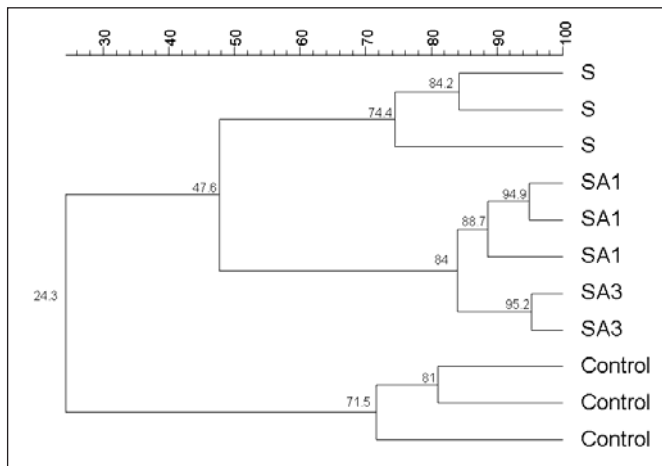 30 40 50 60 70 80 90 100
S
84.2
S
74.4
S
SA1
47.6
94.9
SA1
88.7
SA1
84
SA3
24.3
95.2
SA3
Control
81
Control
71.5
Control